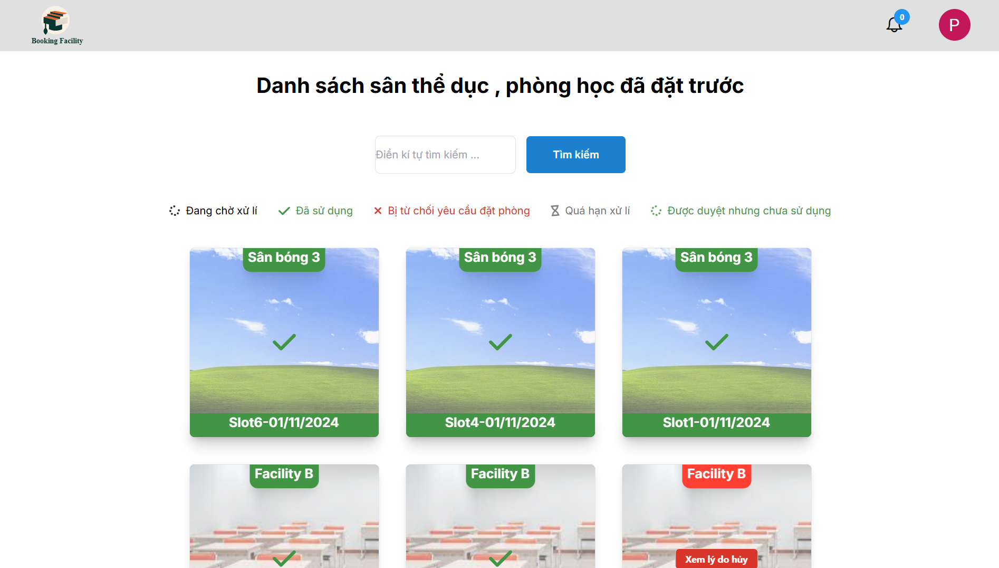 Booking Facility
0
P
Danh sách sân thể dục , phòng học đã đặt trước
Điền kí tự tìm kiếm ...
Tìm kiếm
Đang chờ xử lí
Đã sử dụng
Bị từ chối yêu cầu đặt phòng
Quá hạn xử lí
Được duyệt nhưng chưa sử dụng
Sân bóng 3
Sân bóng 3
Sân bóng 3
Slot6-01/11/2024
Slot4-01/11/2024
Slot1-01/11/2024
Facility B
Facility B
Facility B
Xem lý do hủy